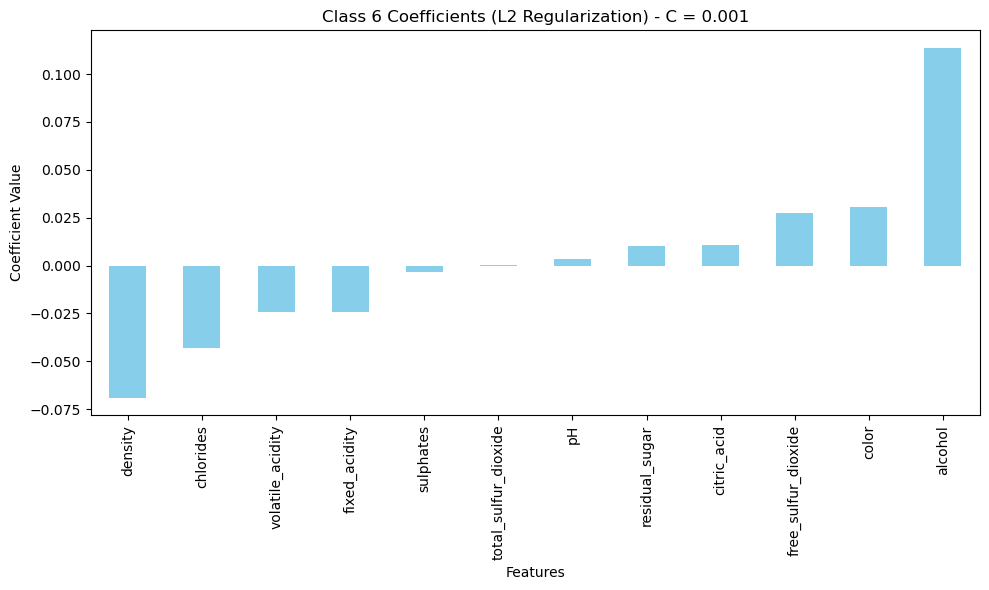 Class 6 Coefficients (L2 Regularization) - C = 0.001
Coefficient Value
0.100
0.075
0.050
0.025
0.000
−0.025
−0.050
−0.075
density
chlorides
volatile_acidity
fixed_acidity
sulphates
total_sulfur_dioxide
pH
residual_sugar
citric_acid
free_sulfur_dioxide
color
alcohol
Features